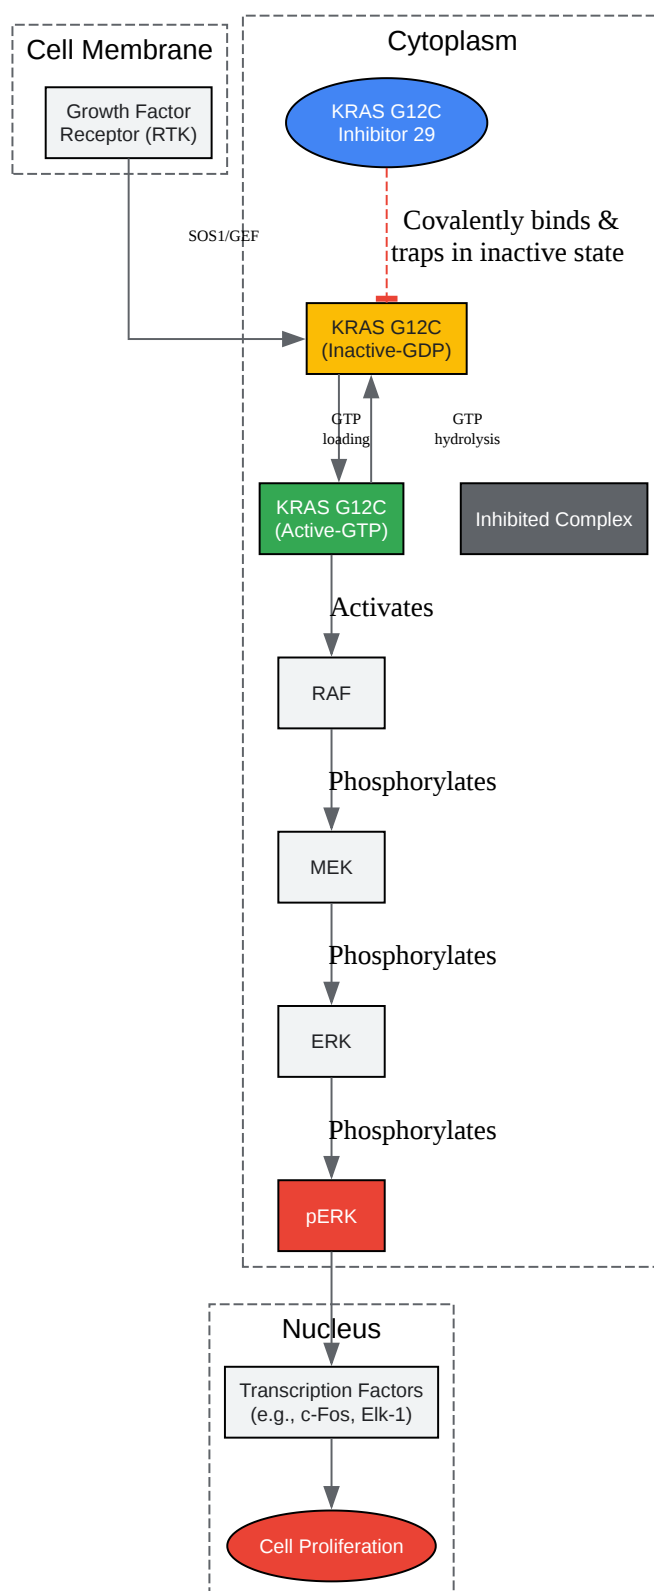 Cell Membrane
Growth Factor
Receptor (RTK)
Cytoplasm
KRAS G12C
Inhibitor 29
SOS1/GEF
Covalently binds &
traps in inactive state
KRAS G12C
(Inactive-GDP)
GTP
loading
GTP
hydrolysis
KRAS G12C
(Active-GTP)
Inhibited Complex
Activates
RAF
Phosphorylates
MEK
Phosphorylates
ERK
Phosphorylates
pERK
Nucleus
Transcription Factors
(e.g., c-Fos, Elk-1)
Cell Proliferation